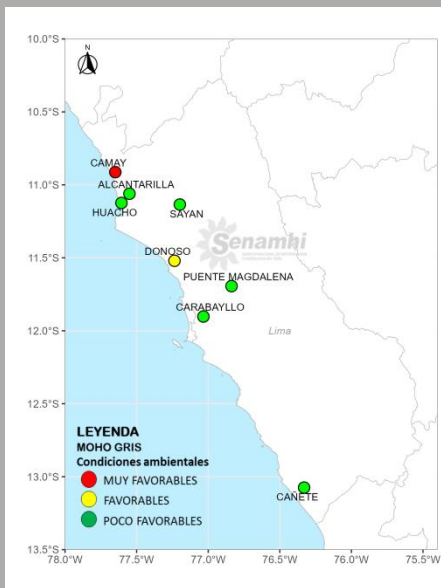 10.0°S
N
10.5°S
CAMAY
11.0°S
ALCANTARILLA
HUACHO
SAYAN
Senamhi
DONOSO
11.5°S
PUENTE MAGDALENA
CARABAYLLO
12.0°S
Lima
12.5°S
LEYENDA
MOHO GRIS
Condiciones ambientales
MUY FAVORABLES
13.0°S
FAVORABLES
CAÑETE
POCO FAVORABLES
13.5°S
78.0°W 77.5°W 77.0°W 76.5°W 76.0°W 75.5°W